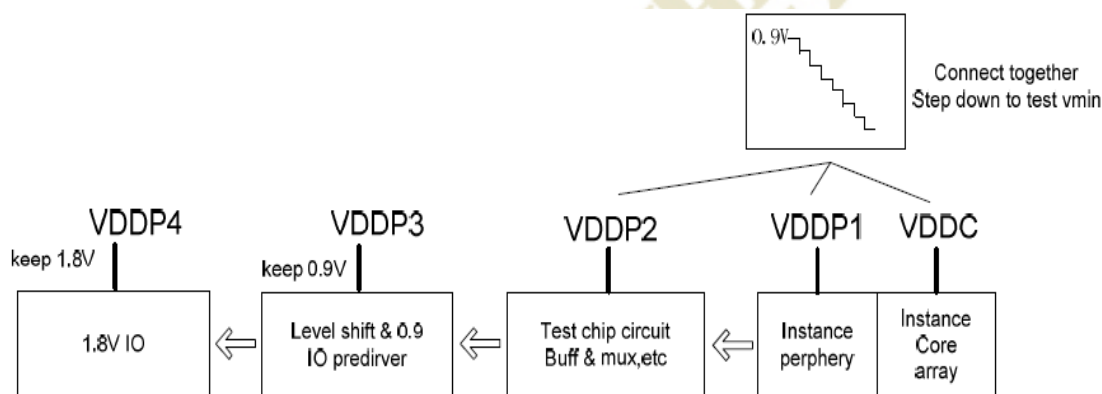 0.9V
Connect together
Step down to test vmin
VDDP4
VDDP3
VDDP2
VDDP1
VDDC
keep 1.8V
keep 0.9V
1.8V IO
Level shift & 0.9
IO predirver
Test chip circuit
Buff & mux,etc
Instance
perphery
Instance
Core
array